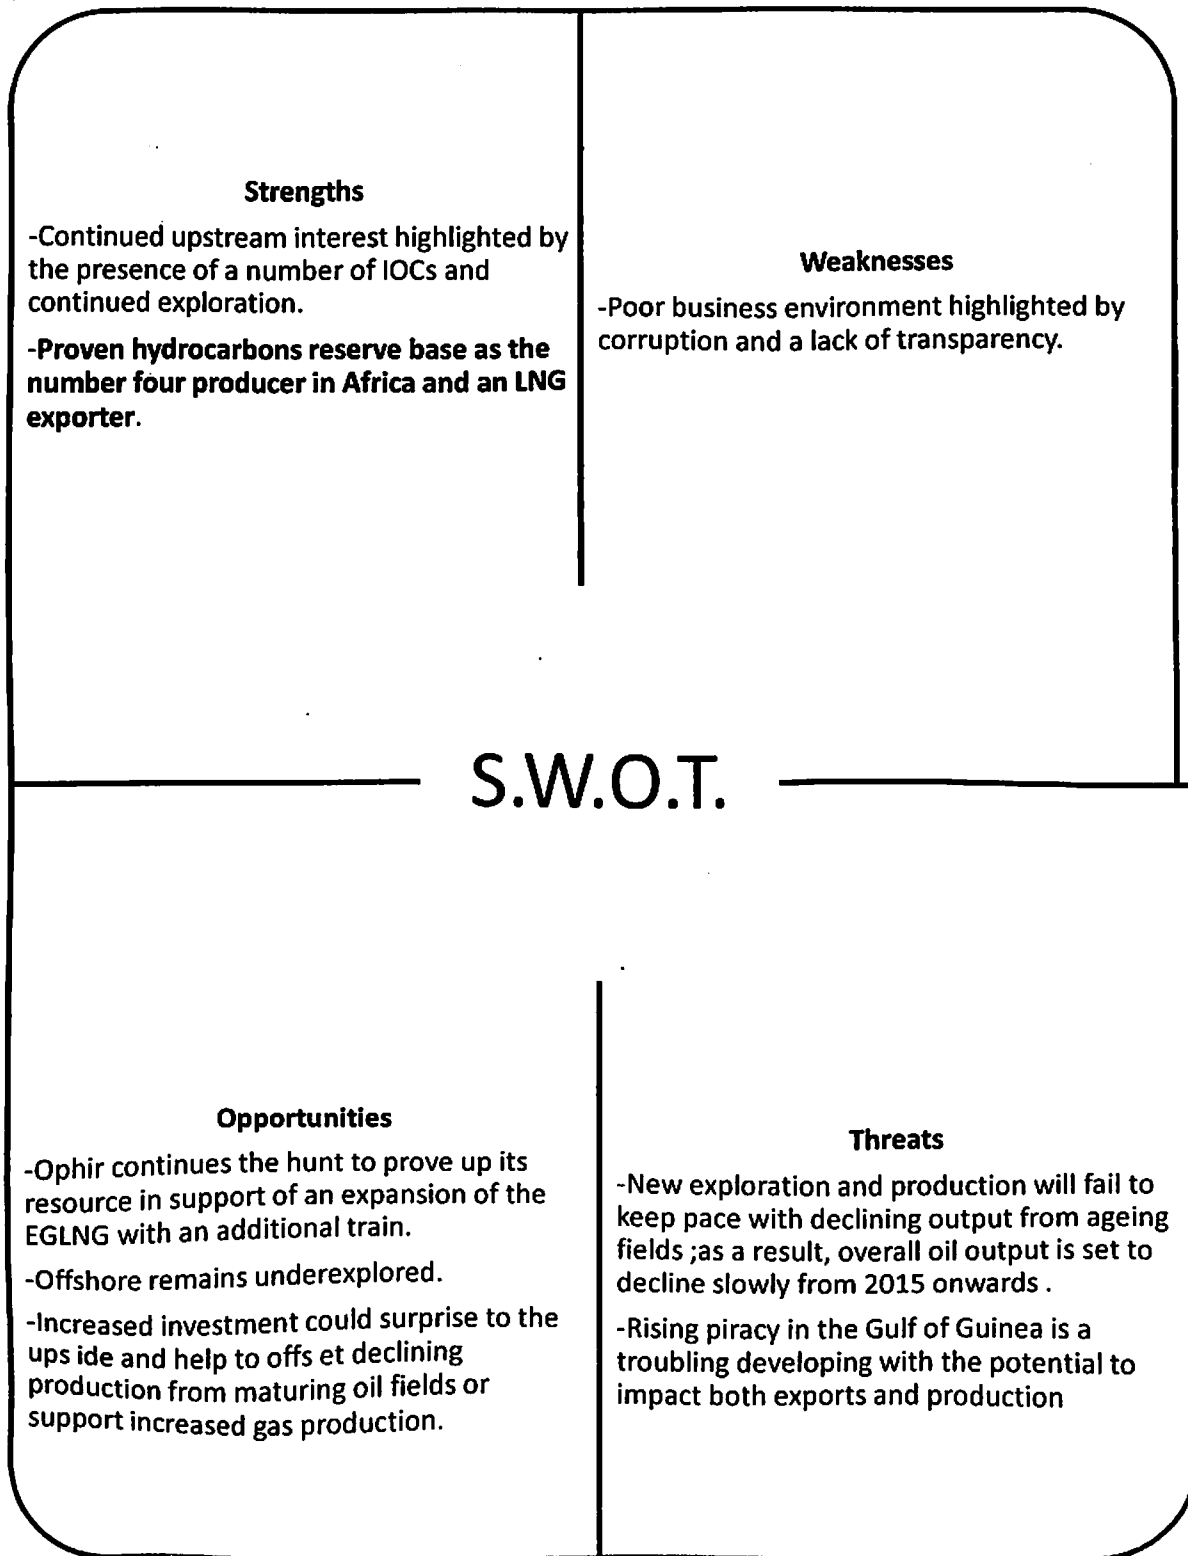 Strengths
-Continued upstream interest highlighted by
the presence of a number of IOCs and
continued exploration.
-Proven hydrocarbons reserve base as the
number four producer in Africa and an LNG
exporter.
Weaknesses
-Poor business environment highlighted by
corruption and a lack of transparency.
S.W.O.T.
Opportunities
-Ophir continues the hunt to prove up its
resource in support of an expansion of the
EGLNG with an additional train.
-Offshore remains underexplored.
-Increased investment could surprise to the
ups ide and help to offs et declining
production from maturing oil fields or
support increased gas production.
Threats
-New exploration and production will fail to
keep pace with declining output from ageing
fields ;as a result, overall oil output is set to
decline slowly from 2015 onwards .
-Rising piracy in the Gulf of Guinea is a
troubling developing with the potential to
impact both exports and production